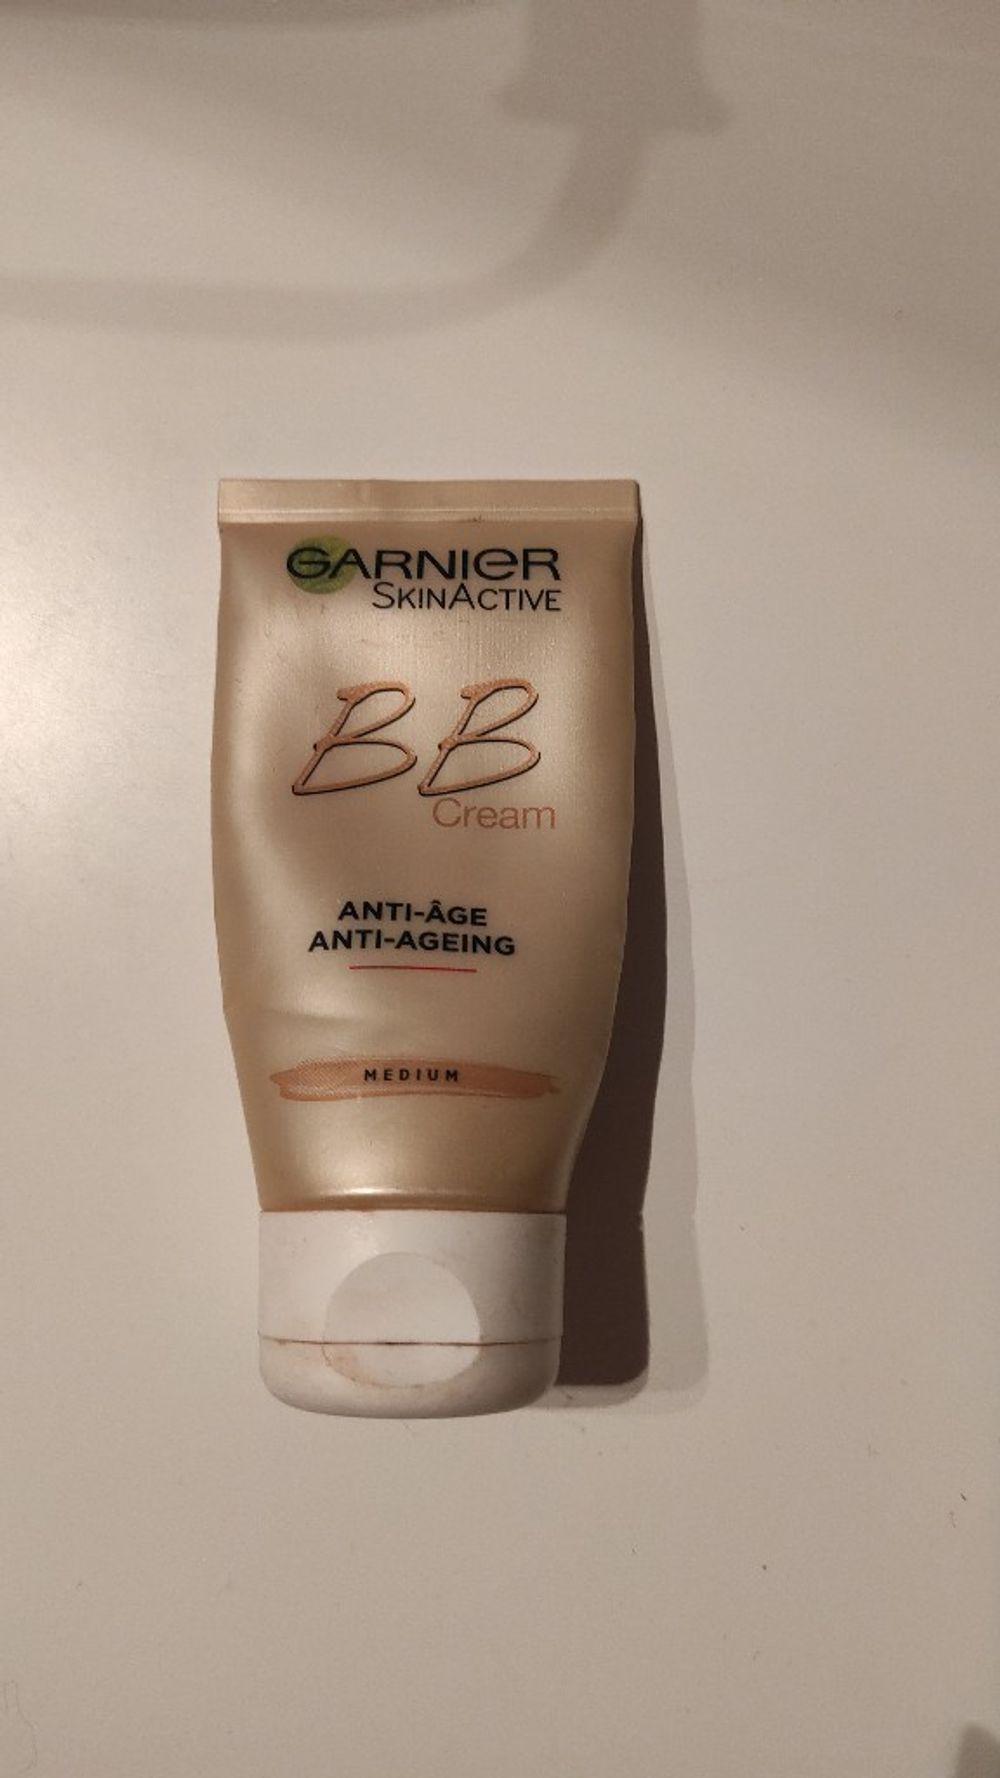 GARNIER
SKINACTIVE
BB
Cream
ANTI-ÂGE
ANTI-AGEING
MEDIUM